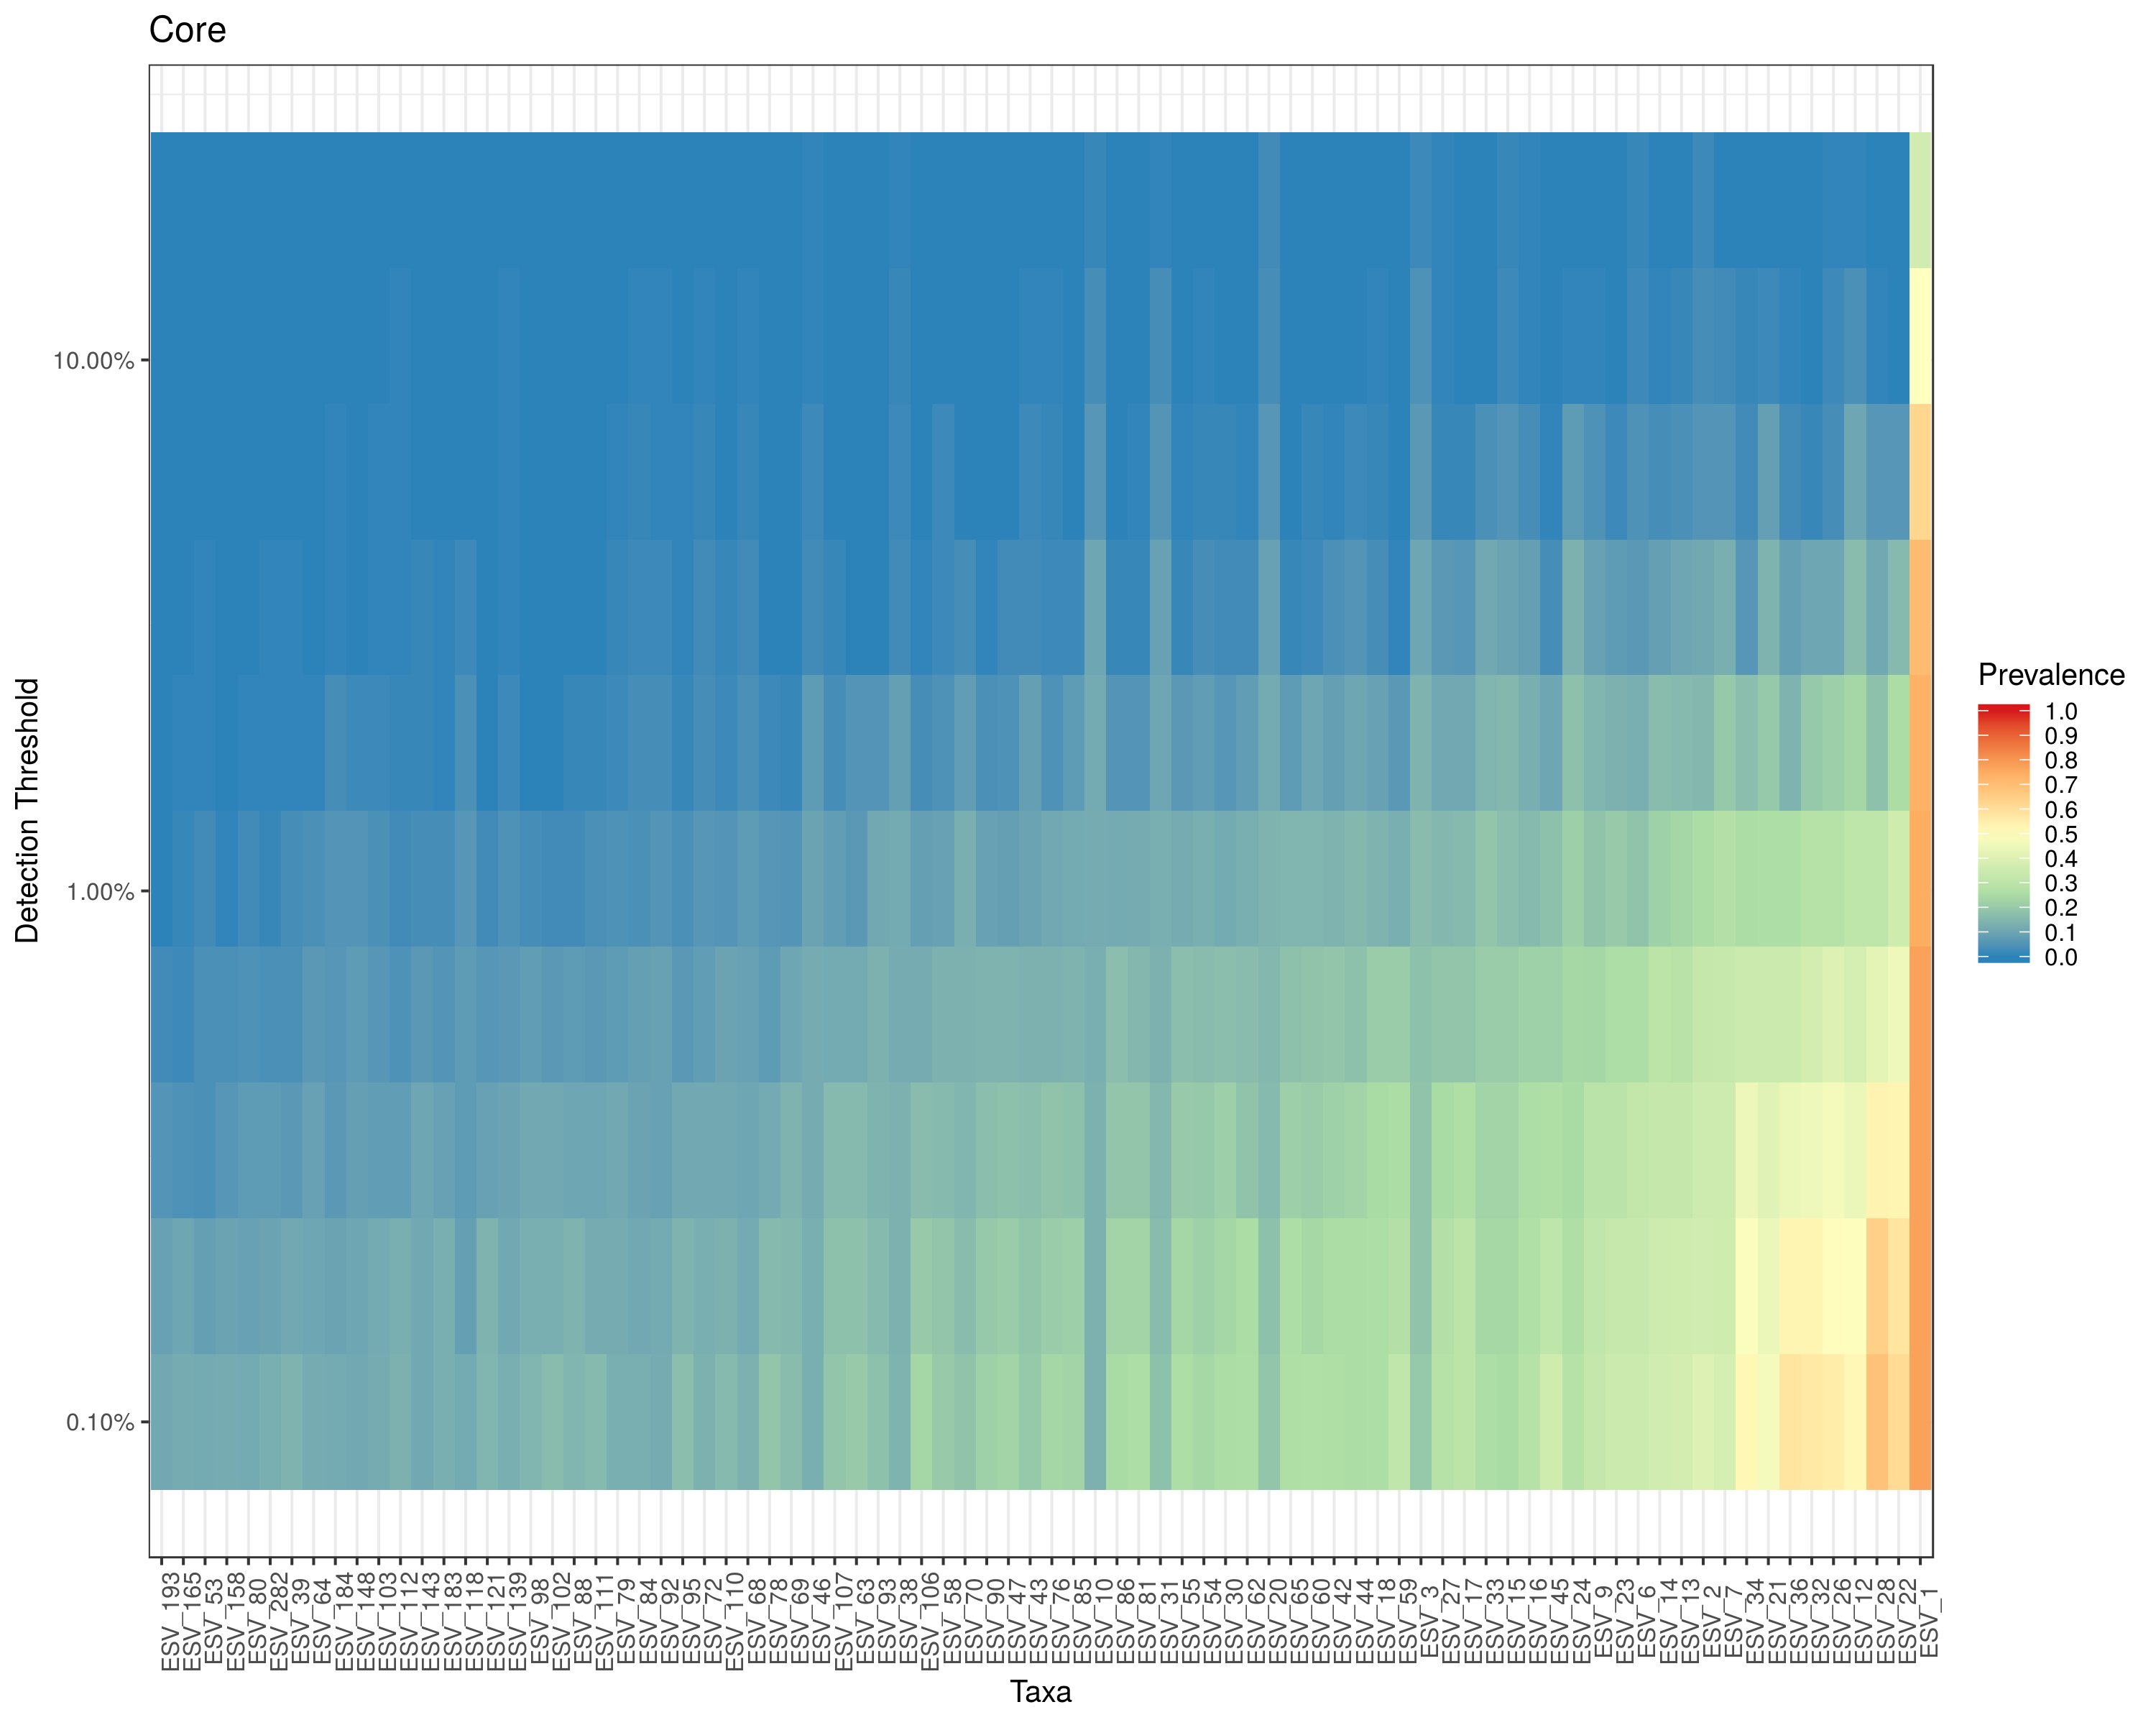 Core
Detection Threshold
10.00%
1.00%
0.10%
ESV_193
ESV_165
ESV_53
ESV_158
ESV_80
ESV_282
ESV_39
ESV_64
ESV_184
ESV_148
ESV_103
ESV_112
ESV_143
ESV_183
ESV_118
ESV_121
ESV_139
ESV_98
ESV_102
ESV_88
ESV_111
ESV_79
ESV_84
ESV_92
ESV_95
ESV_72
ESV_110
ESV_68
ESV_78
ESV_69
ESV_46
ESV_107
ESV_63
ESV_93
ESV_38
ESV_106
ESV_58
ESV_70
ESV_90
ESV_47
ESV_43
ESV_76
ESV_85
ESV_10
ESV_86
ESV_81
ESV_31
ESV_55
ESV_54
ESV_30
ESV_62
ESV_20
ESV_65
ESV_60
ESV_42
ESV_44
ESV_18
ESV_59
ESV_3
ESV_27
ESV_17
ESV_33
ESV_15
ESV_16
ESV_45
ESV_24
ESV_9
ESV_23
ESV_6
ESV_14
ESV_13
ESV_2
ESV_7
ESV_34
ESV_21
ESV_36
ESV_32
ESV_26
ESV_12
ESV_28
ESV_22
ESV_1
Taxa
Prevalence
1.0
0.9
0.8
0.7
0.6
0.5
0.4
0.3
0.2
0.1
0.0